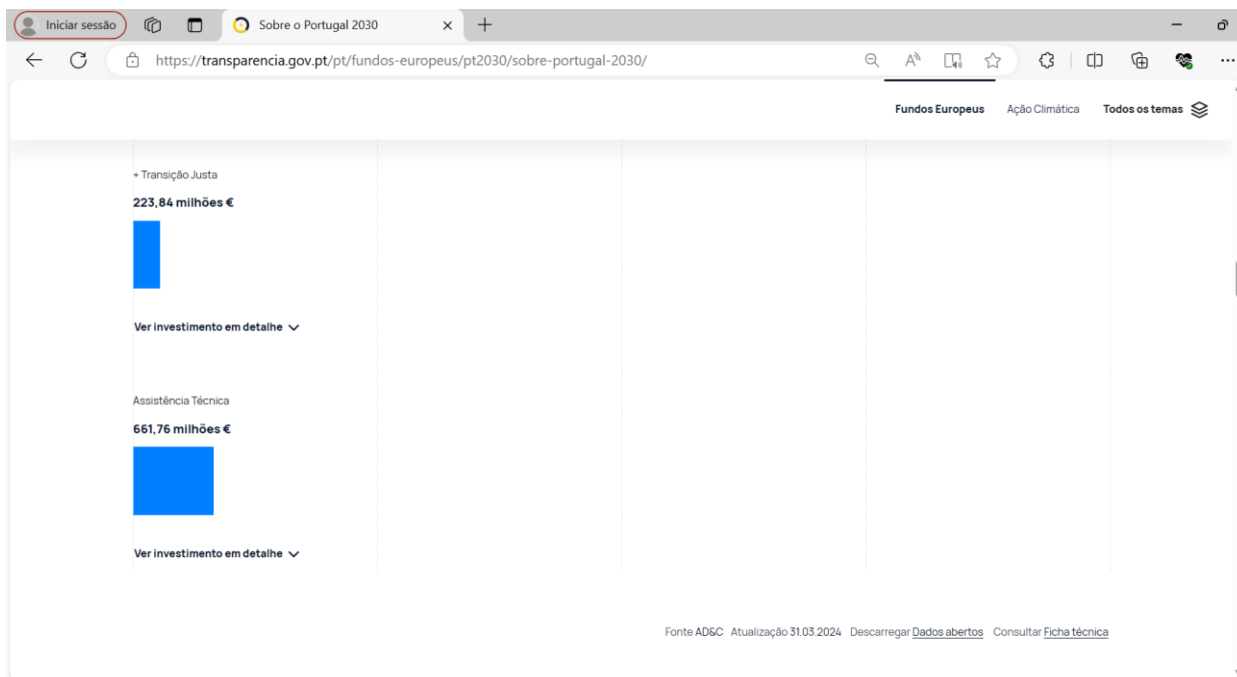 Iniciar sessão
Sobre o Portugal 2030
https://transparencia.gov.pt/pt/fundos-europeus/pt2030/sobre-portugal-2030/
Fundos Europeus Ação Climática Todos os temas
+ Transição Justa
223,84 milhões €
Ver investimento em detalhe
Assistência Técnica
661,76 milhões €
Ver investimento em detalhe
Fonte AD&C Atualização 31.03.2024 Descarregar Dados abertos Consultar Ficha técnica